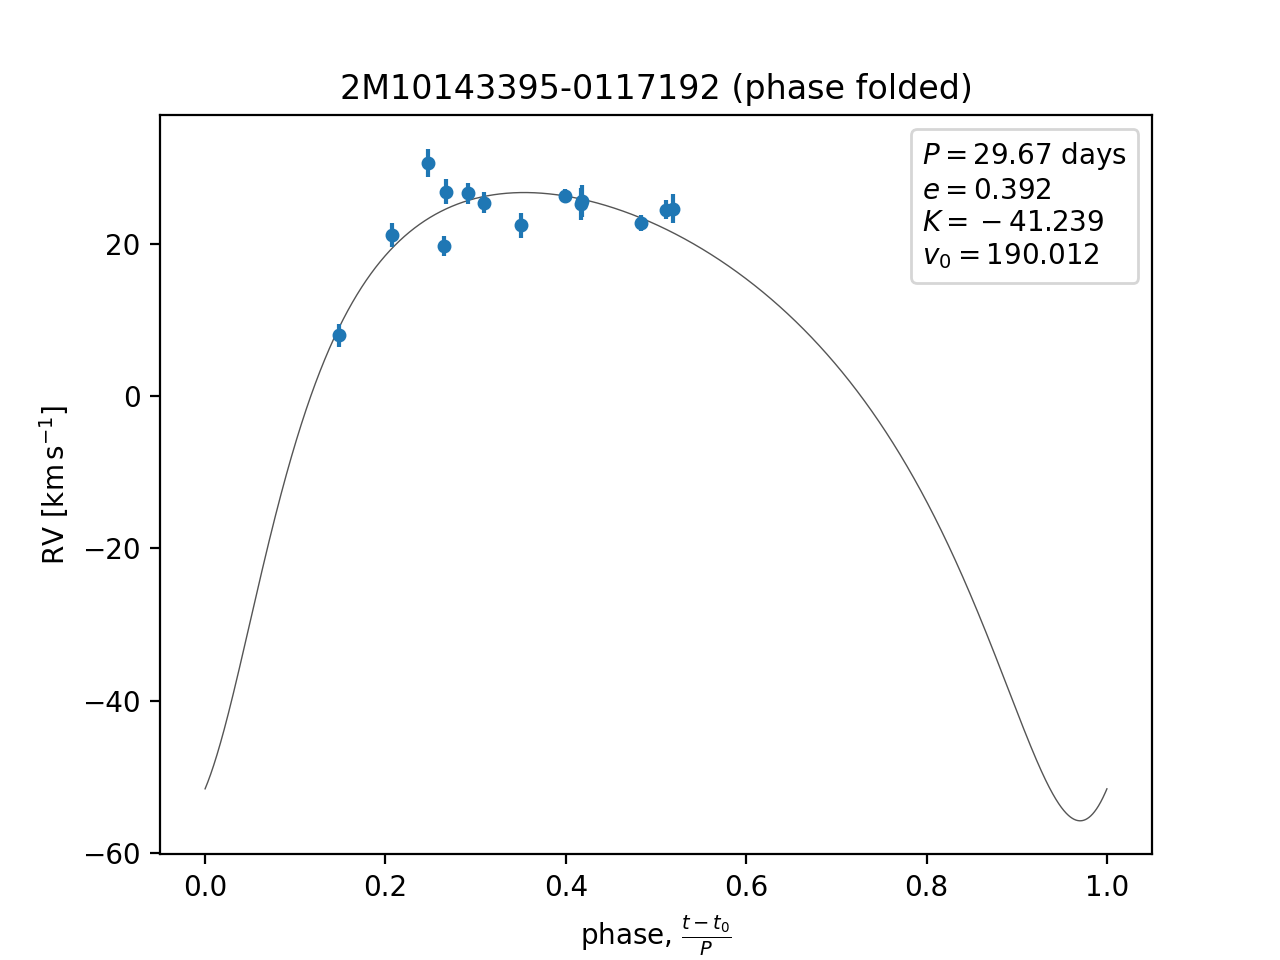 2M10143395-0117192 (phase folded)
P = 29.67 days
e = 0.392
K = −41.239
v₀ = 190.012
RV [km s⁻¹]
20
0
−20
−40
−60
0.0 0.2 0.4 0.6 0.8 1.0
phase, (t − t₀)/P